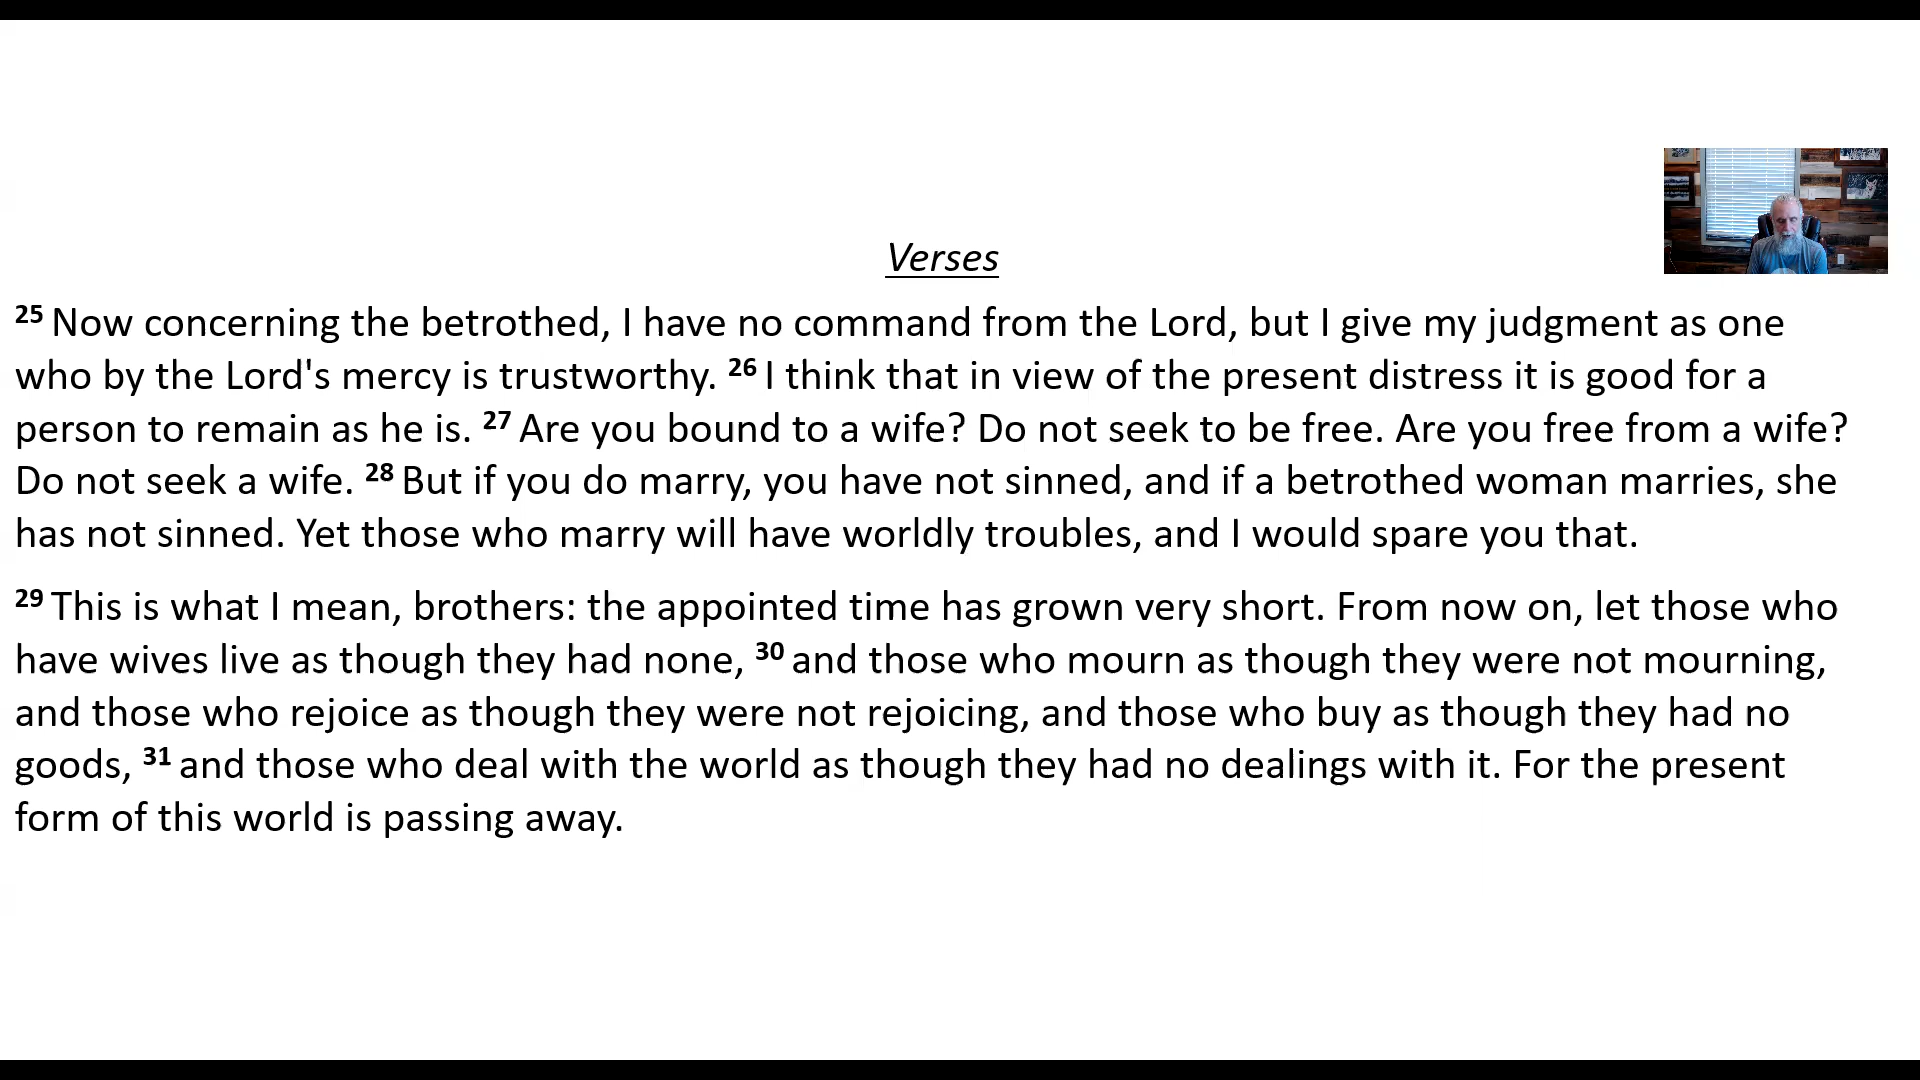 Verses
25 Now concerning the betrothed, I have no command from the Lord, but I give my judgment as one
who by the Lord's mercy is trustworthy. 26 I think that in view of the present distress it is good for a
person to remain as he is. 27 Are you bound to a wife? Do not seek to be free. Are you free from a wife?
Do not seek a wife. 28 But if you do marry, you have not sinned, and if a betrothed woman marries, she
has not sinned. Yet those who marry will have worldly troubles, and I would spare you that.
29 This is what I mean, brothers: the appointed time has grown very short. From now on, let those who
have wives live as though they had none, 30 and those who mourn as though they were not mourning,
and those who rejoice as though they were not rejoicing, and those who buy as though they had no
goods, 31 and those who deal with the world as though they had no dealings with it. For the present
form of this world is passing away.